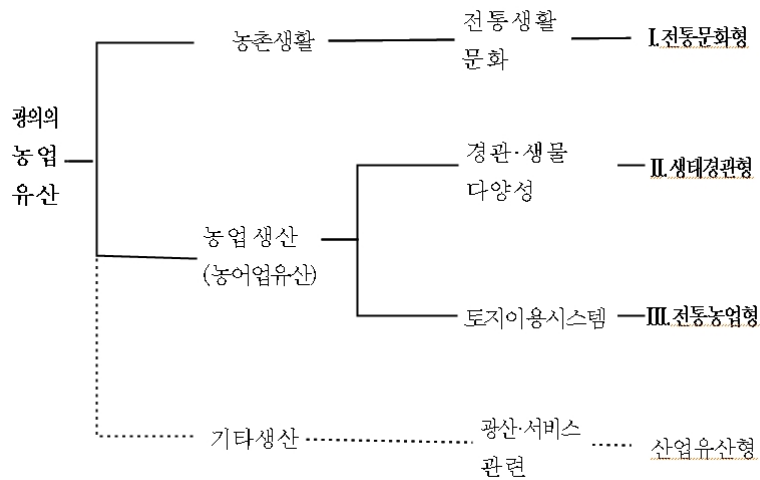 광의의
농 업
유 산
농촌생활
전 통 생 활
문 화
Ⅰ.전통문화형
농 업 생 산
(농어업유산)
경 관 · 생 물
다 양 성
Ⅱ.생태경관형
토지이용시스템
Ⅲ.전통농업형
기 타 생 산
광산·서비스
관 련
산업유산형